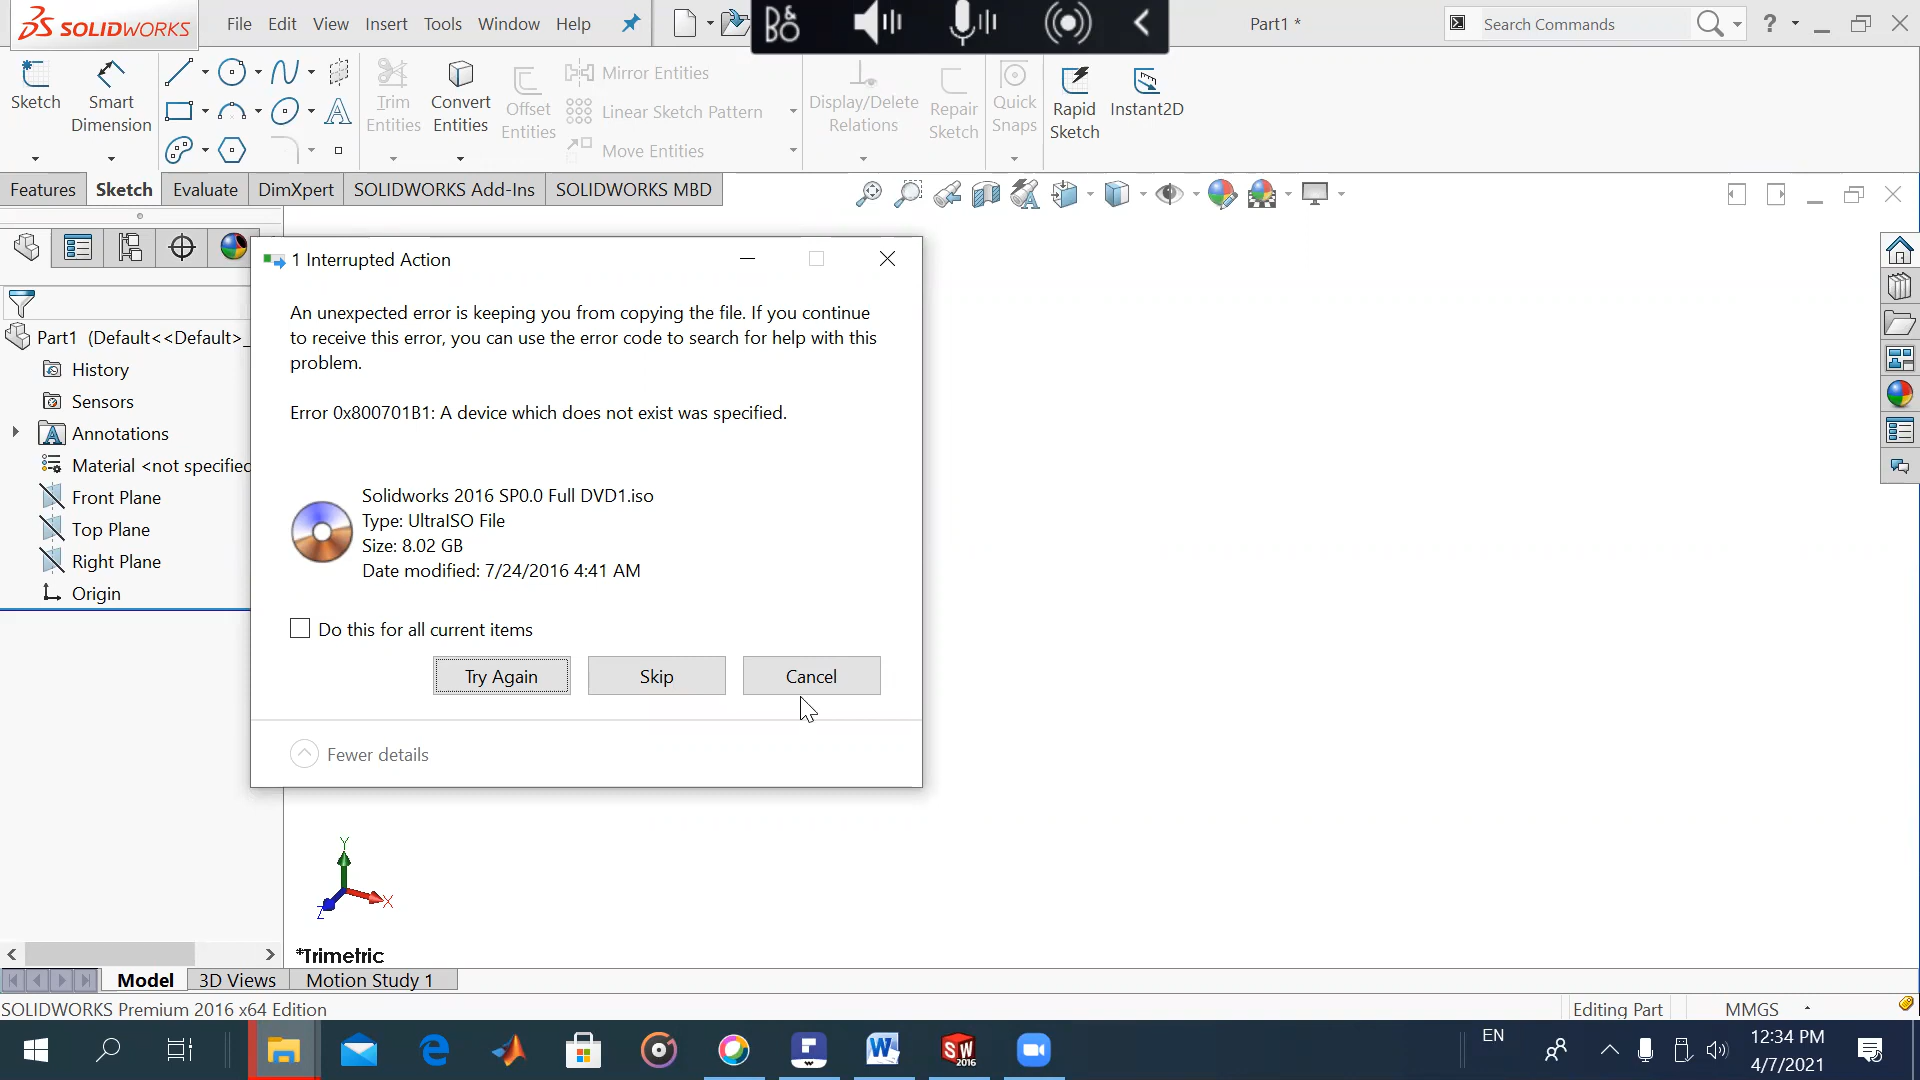 SOLIDWORKS
File Edit View Insert Tools Window Help
B&O
Part1 *
Search Commands
?
Sketch
Smart Dimension
Trim Entities
Convert Entities
Offset Entities
Mirror Entities
Linear Sketch Pattern
Move Entities
Display/Delete Relations
Repair Sketch
Quick Snaps
Rapid Sketch
Instant2D
Features Sketch Evaluate DimXpert SOLIDWORKS Add-Ins SOLIDWORKS MBD
Part1 (Default<<Default>_
History
Sensors
Annotations
Material <not specified
Front Plane
Top Plane
Right Plane
Origin
1 Interrupted Action
An unexpected error is keeping you from copying the file. If you continue
to receive this error, you can use the error code to search for help with this
problem.
Error 0x800701B1: A device which does not exist was specified.
Solidworks 2016 SP0.0 Full DVD1.iso
Type: UltraISO File
Size: 8.02 GB
Date modified: 7/24/2016 4:41 AM
Do this for all current items
Try Again Skip Cancel
Fewer details
Y
X
Z
*Trimetric
Model 3D Views Motion Study 1
SOLIDWORKS Premium 2016 x64 Edition
Editing Part
MMGS
W
SW
2016
EN
12:34 PM
4/7/2021